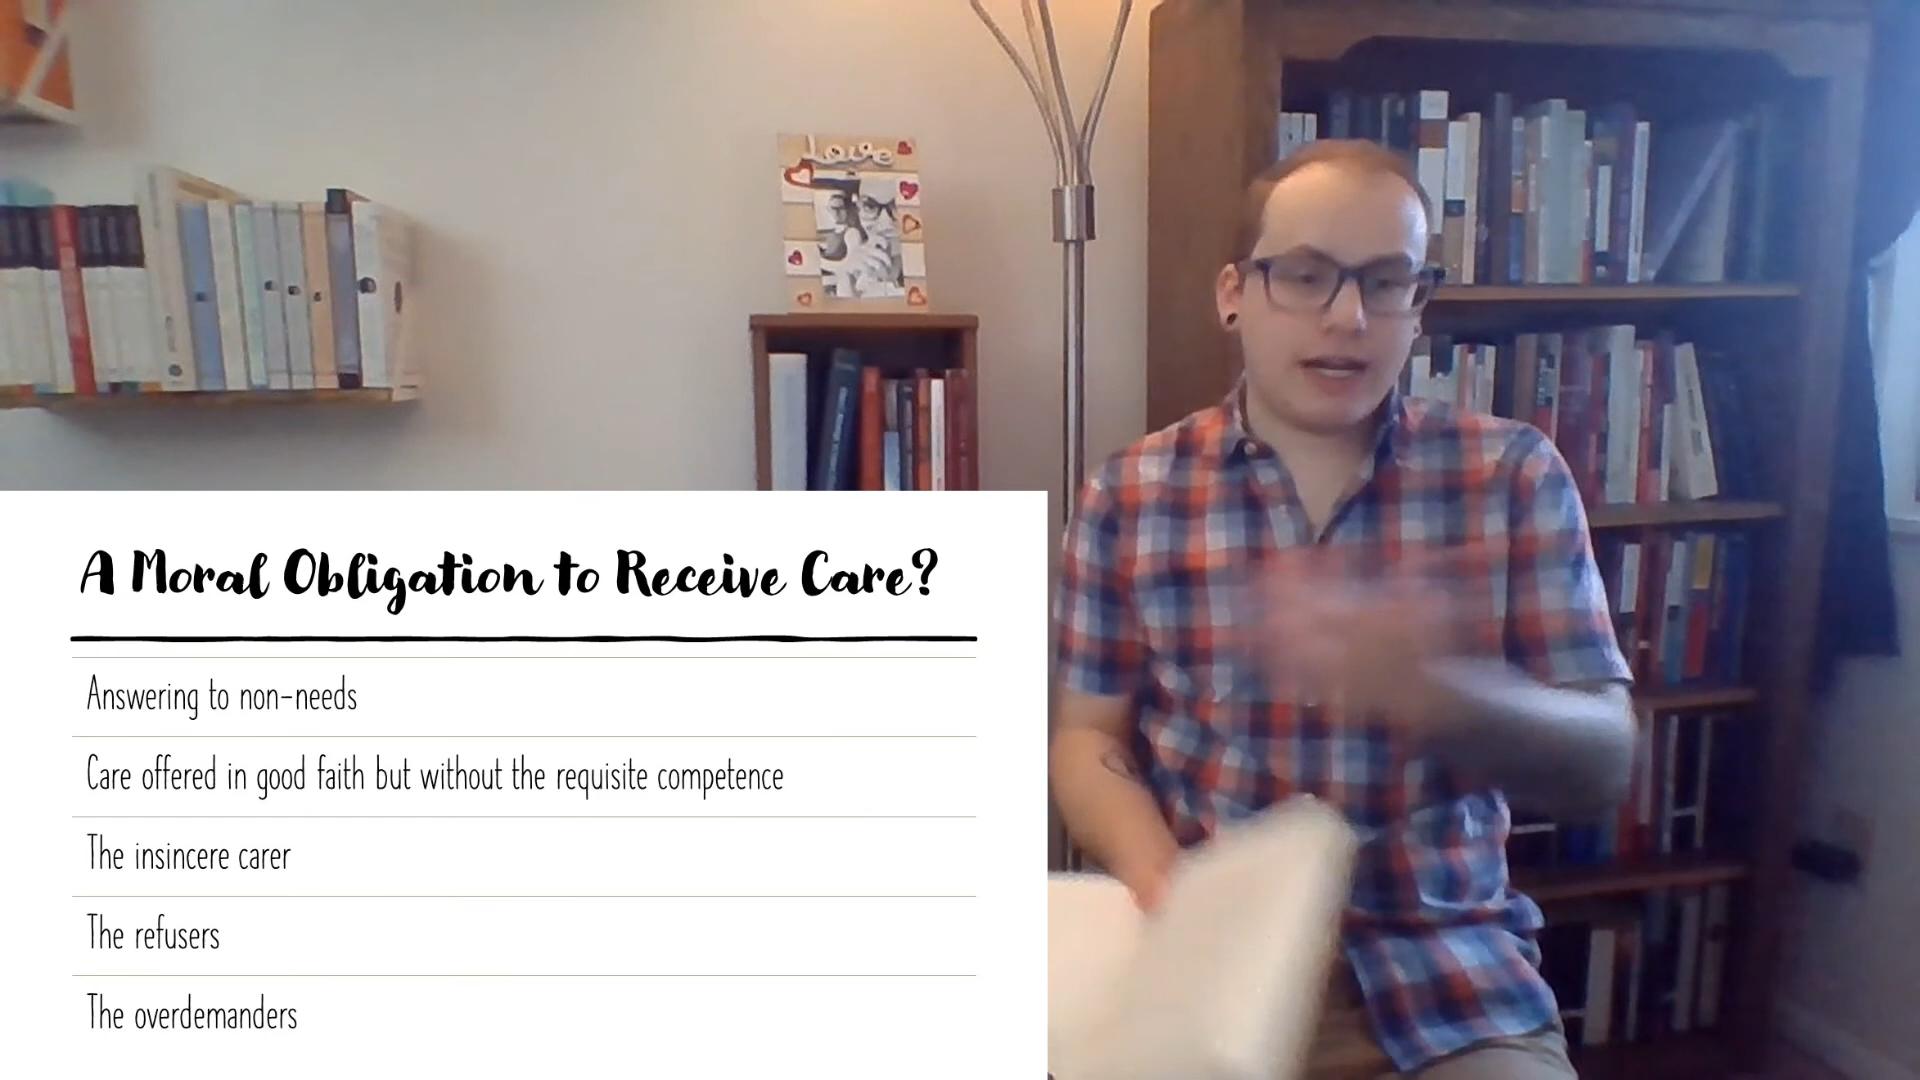 Love
A Moral Obligation to Receive Care?
Answering to non-needs
Care offered in good faith but without the requisite competence
The insincere carer
The refusers
The overdemanders